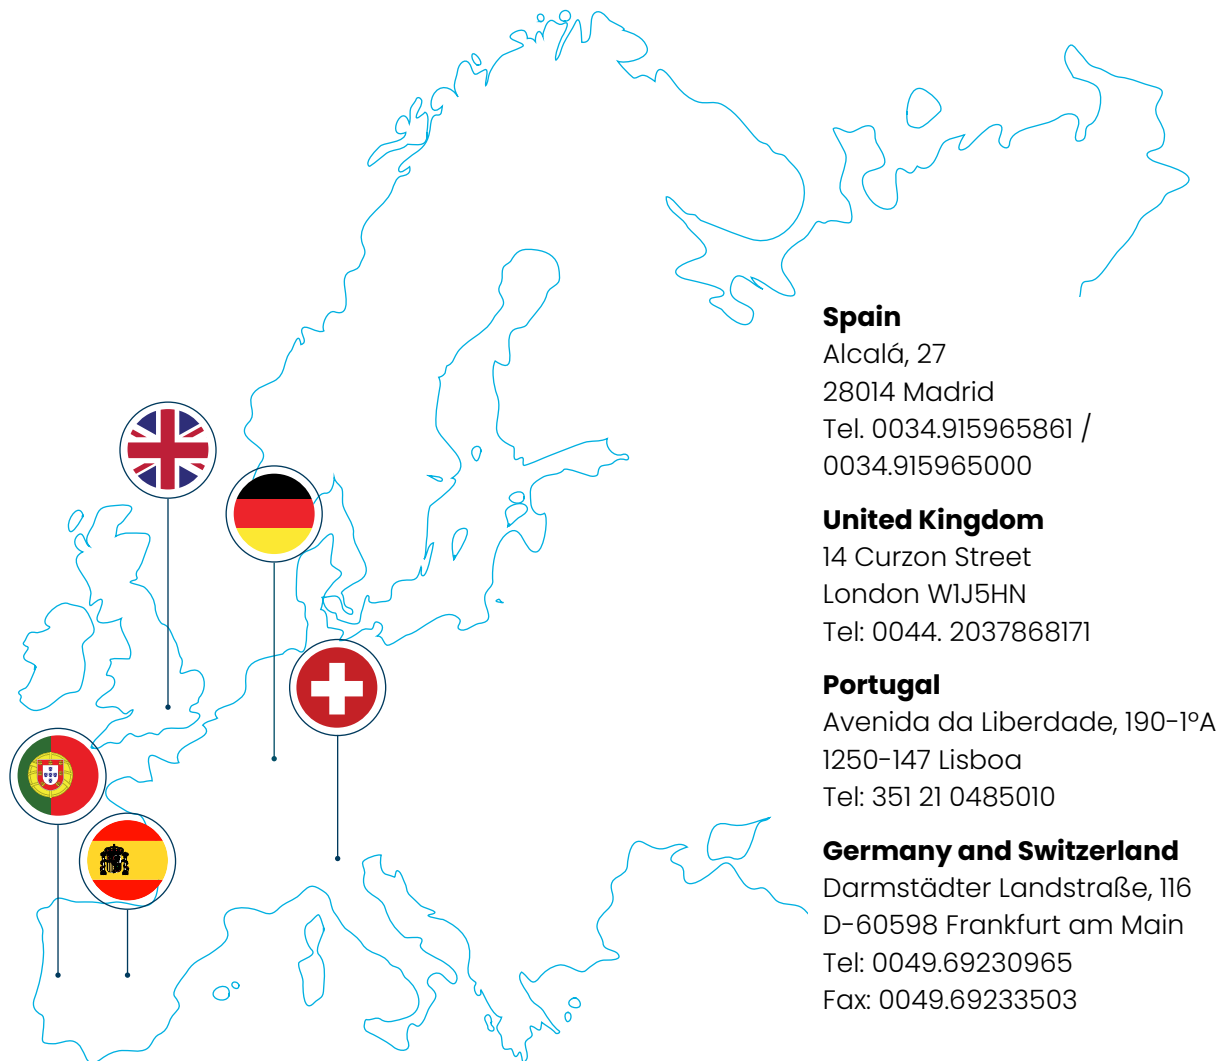 Spain
Alcalá, 27
28014 Madrid
Tel. 0034.915965861 /
0034.915965000
United Kingdom
14 Curzon Street
London W1J5HN
Tel: 0044. 2037868171
Portugal
Avenida da Liberdade, 190-1ºA
1250-147 Lisboa
Tel: 351 21 0485010
Germany and Switzerland
Darmstädter Landstraße, 116
D-60598 Frankfurt am Main
Tel: 0049.69230965
Fax: 0049.69233503